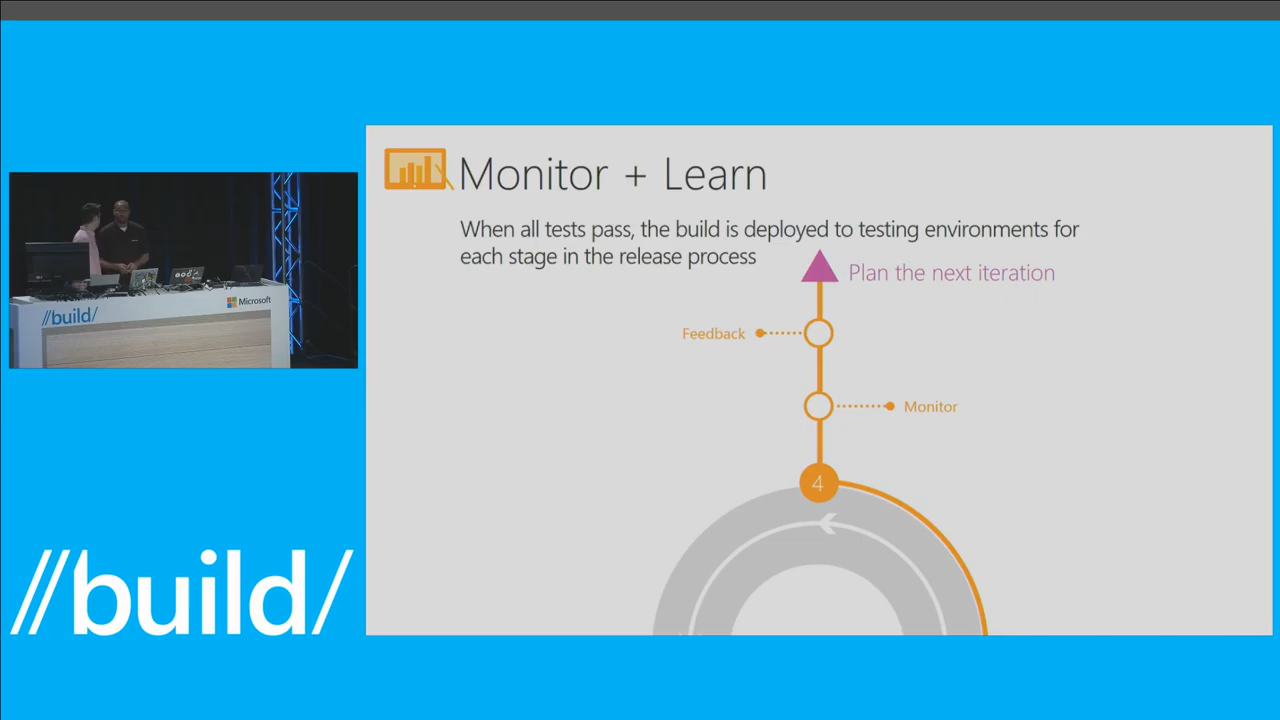 Monitor + Learn
When all tests pass, the build is deployed to testing environments for
each stage in the release process
Plan the next iteration
Feedback
Monitor
4
//build/
Microsoft
//build/